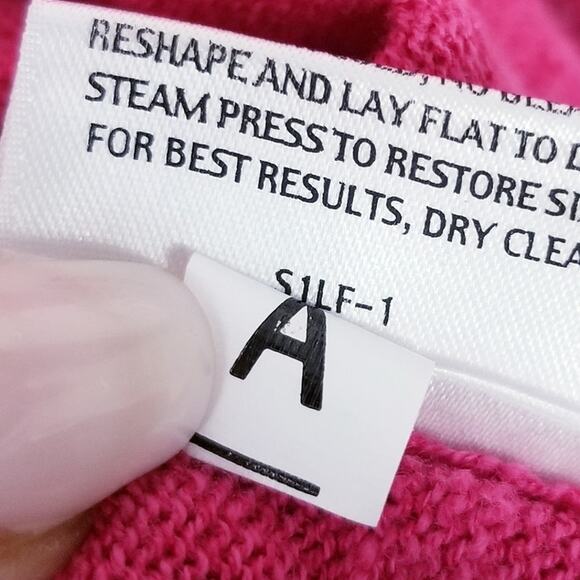 RESHAPE AND LAY FLAT TO
STEAM PRESS TO RESTORE
FOR BEST RESULTS, DRY
S1LF-1
A